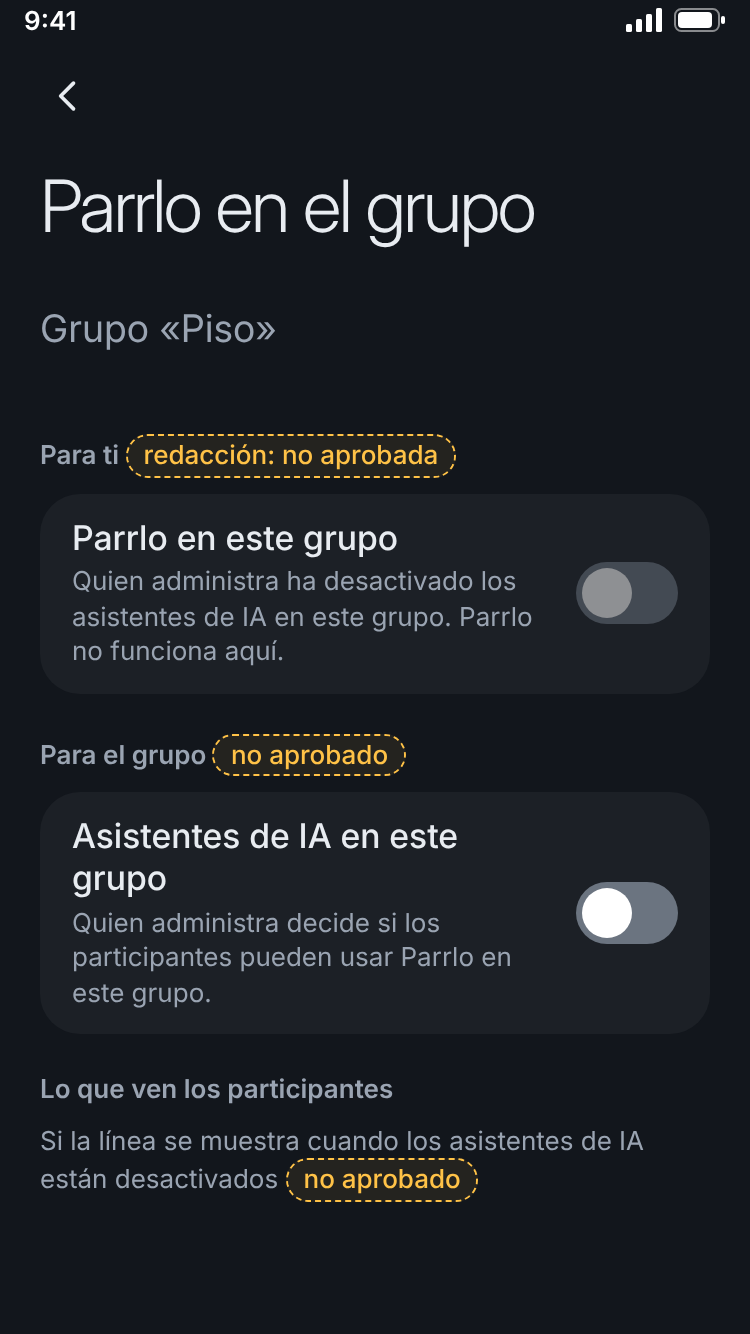 9:41
Parrlo en el grupo
Grupo «Piso»
Para ti redacción: no aprobada
Parrlo en este grupo
Quien administra ha desactivado los
asistentes de IA en este grupo. Parrlo
no funciona aquí.
Para el grupo no aprobado
Asistentes de IA en este
grupo
Quien administra decide si los
participantes pueden usar Parrlo en
este grupo.
Lo que ven los participantes
Si la línea se muestra cuando los asistentes de IA
están desactivados no aprobado